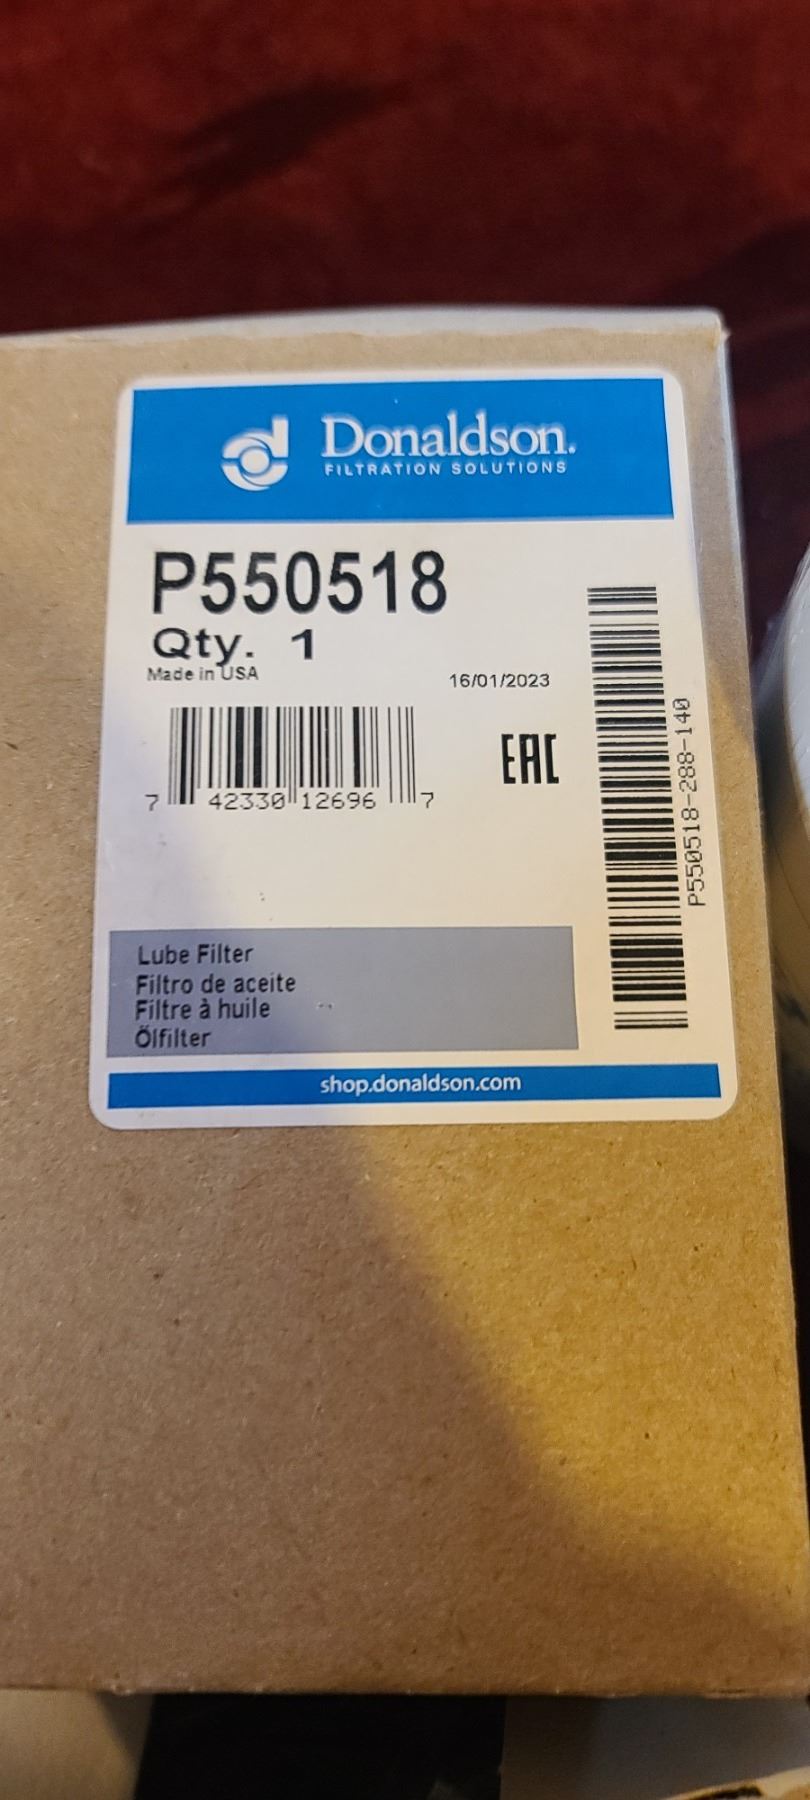 Donaldson.
FILTRATION SOLUTIONS
P550518
Qty. 1
Made in USA
16/01/2023
7 42330 12696 7
EAC
P550518-288-140
Lube Filter
Filtro de aceite
Filtre à huile
Ölfilter
shop.donaldson.com